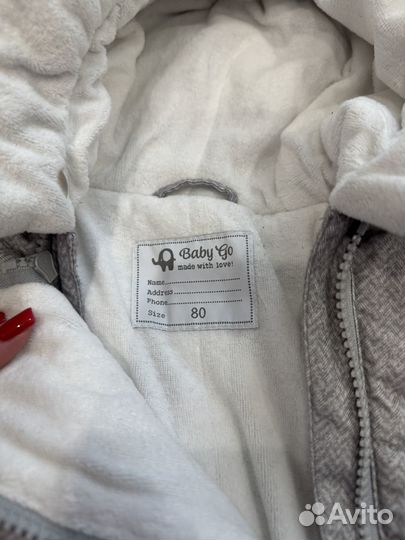 Baby Go
made with love!
Name
Address
Phone
Size 80
Avito